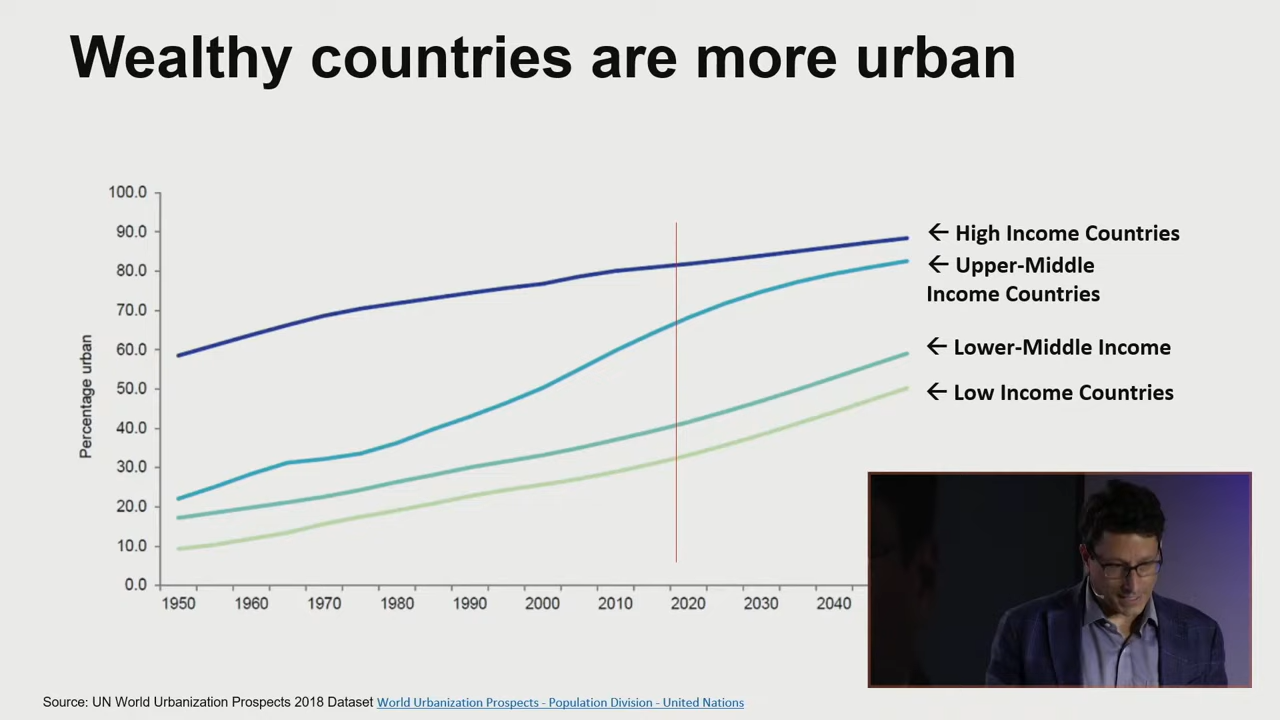 Wealthy countries are more urban
100.0
90.0
80.0
70.0
60.0
50.0
40.0
30.0
20.0
10.0
0.0
Percentage urban
1950 1960 1970 1980 1990 2000 2010 2020 2030 2040
← High Income Countries
← Upper-Middle
Income Countries
← Lower-Middle Income
← Low Income Countries
Source: UN World Urbanization Prospects 2018 Dataset World Urbanization Prospects - Population Division - United Nations